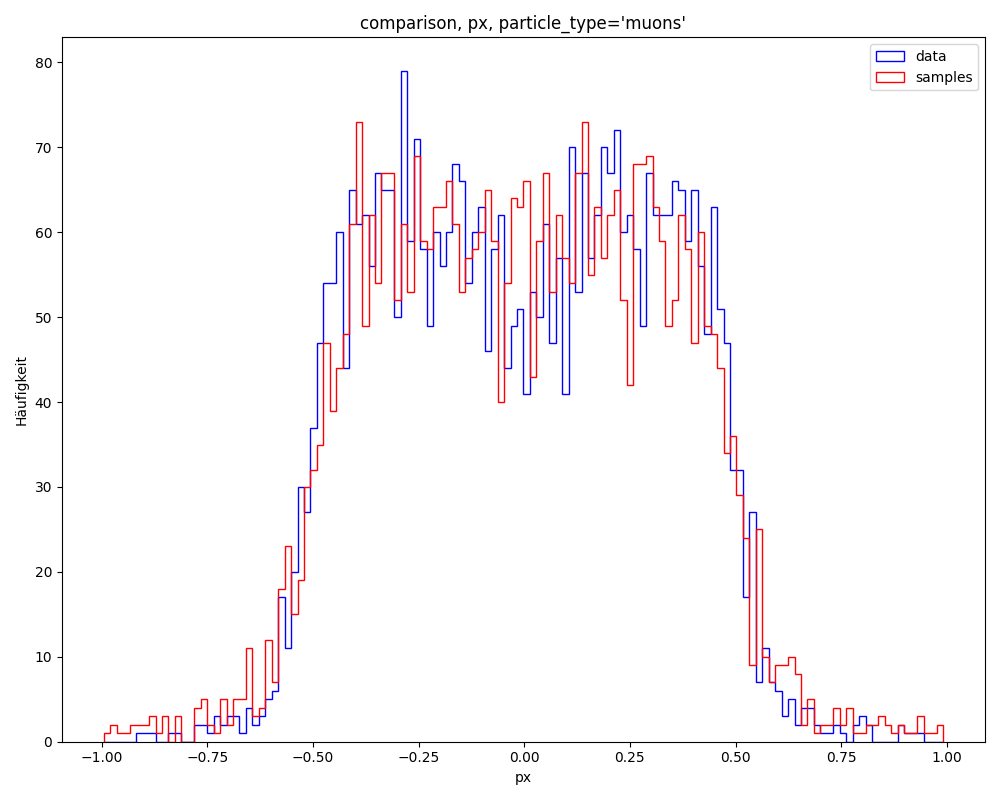 comparison, px, particle_type='muons'
data
samples
Häufigkeit
80
70
60
50
40
30
20
10
0
−1.00 −0.75 −0.50 −0.25 0.00 0.25 0.50 0.75 1.00
px